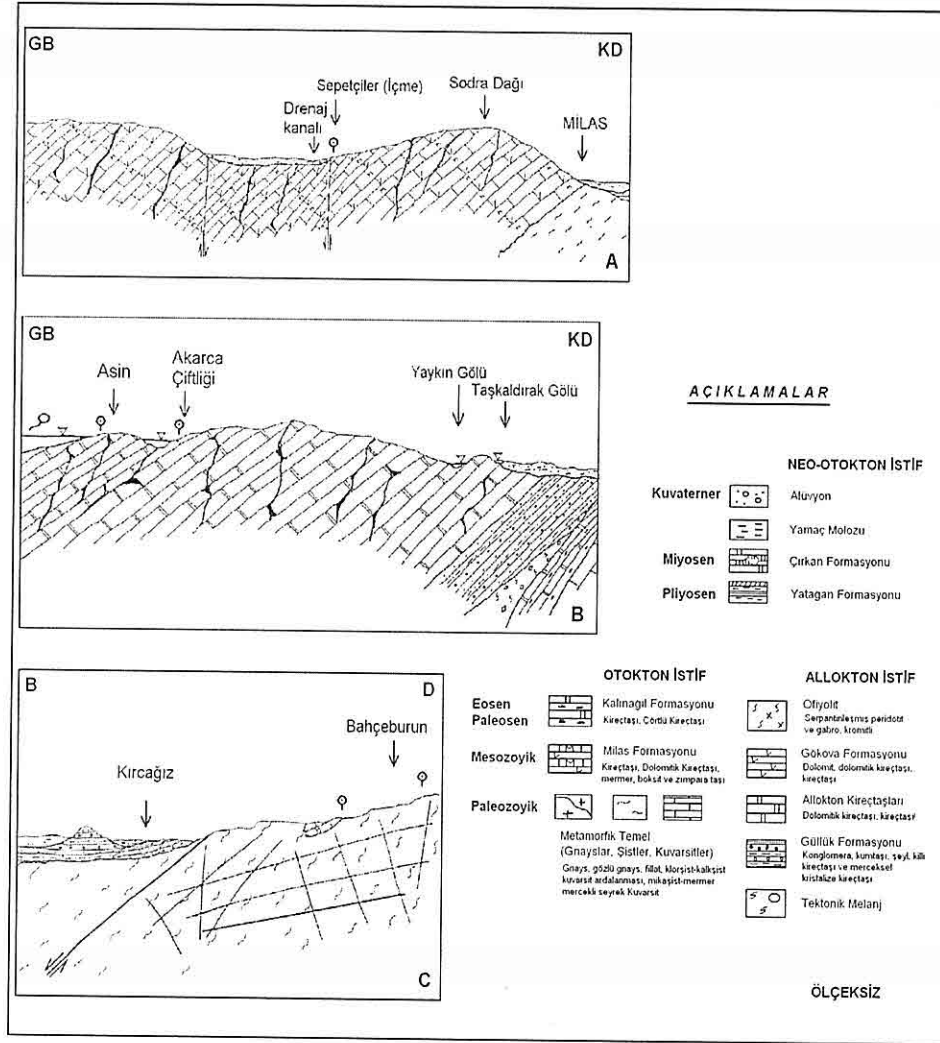 GB
KD
Sepetçiler (İçme)
Sodra Dağı
Drenaj
kanalı
MİLAS
A
GB
KD
Asin
Akarca
Çiftliği
Yaykın Gölü
Taşkaldırak Gölü
B
AÇIKLAMALAR
NEO-OTOKTON İSTİF
Kuvaterner
Alüvyon
Yamaç Molozu
Miyosen
Çırkan Formasyonu
Pliyosen
Yatagan Formasyonu
B
D
Bahçeburun
Kırcağız
C
OTOKTON İSTİF
Eosen
Paleosen
Kalınağıl Formasyonu
Kireçtaşı, Çörtlü Kireçtaşı
Mesozoyik
Milas Formasyonu
Kireçtaşı, Dolomitik Kireçtaşı,
mermer, boksit ve zımpara taşı
Paleozoyik
Metamorfik Temel
(Gnayslar, Şistler, Kuvarsitler)
Gnays, gözlü gnays, fillat, klorşist-kalkşist
kuvarsit ardalanması, mikaşist-mermer
mercekli seyrek Kuvarsit
ALLOKTON İSTİF
Ofiyolit
Serpantinleşmiş peridotit
ve gabro, kromitli
Gökova Formasyonu
Dolomit, dolomitik kireçtaşı,
kireçtaşı
Allokton Kireçtaşları
Dolomitik kireçtaşı, kireçtaşı
Güllük Formasyonu
Konglomera, kumtaşı, şeyl, killi
kireçtaşı ve merceksel
kristalize kireçtaşı
Tektonik Melanj
ÖLÇEKSİZ